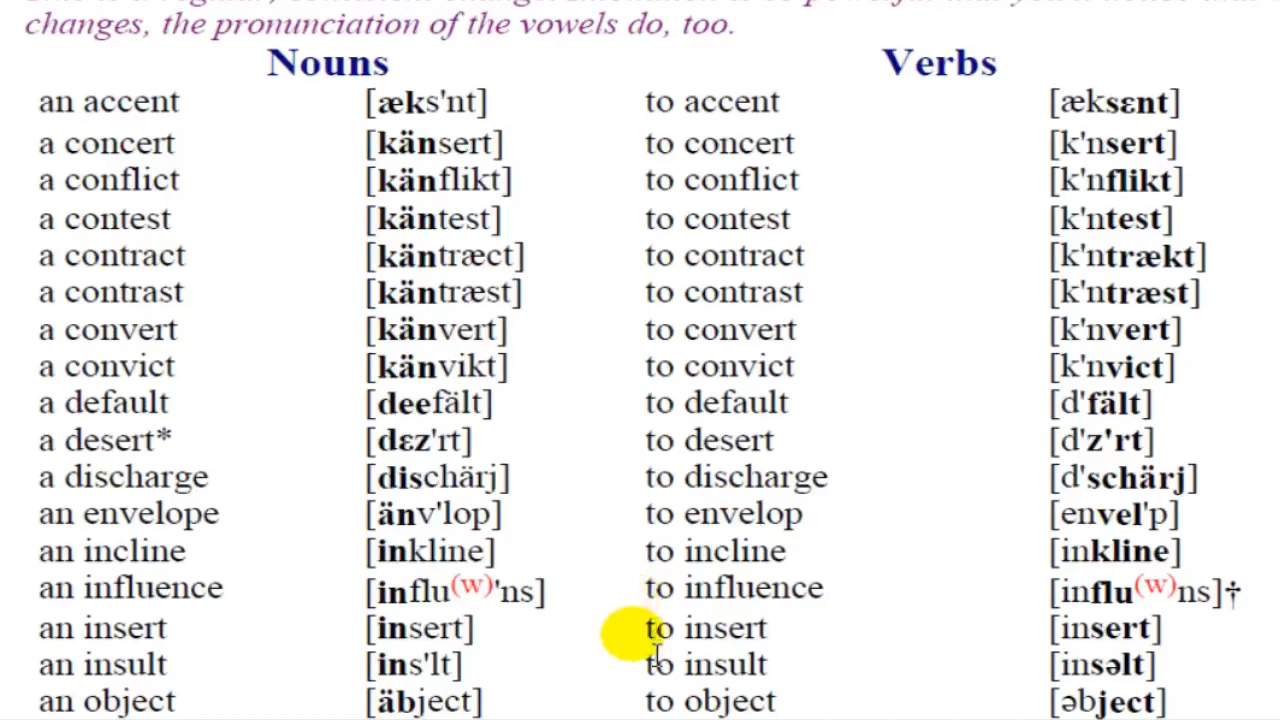 changes, the pronunciation of the vowels do, too.
Nouns Verbs
an accent [æks'nt] to accent [æksɛnt]
a concert [känsert] to concert [k'nsert]
a conflict [känflikt] to conflict [k'nflikt]
a contest [käntest] to contest [k'ntest]
a contract [käntræct] to contract [k'ntrækt]
a contrast [käntræst] to contrast [k'ntræst]
a convert [känvert] to convert [k'nvert]
a convict [känvikt] to convict [k'nvict]
a default [deefält] to default [d'fält]
a desert* [dɛz'rt] to desert [d'z'rt]
a discharge [dischärj] to discharge [d'schärj]
an envelope [änv'lop] to envelop [envel'p]
an incline [inkline] to incline [inkline]
an influence [influ(w)'ns] to influence [influ(w)ns]†
an insert [insert] to insert [insert]
an insult [ins'lt] to insult [insəlt]
an object [äbject] to object [əbject]